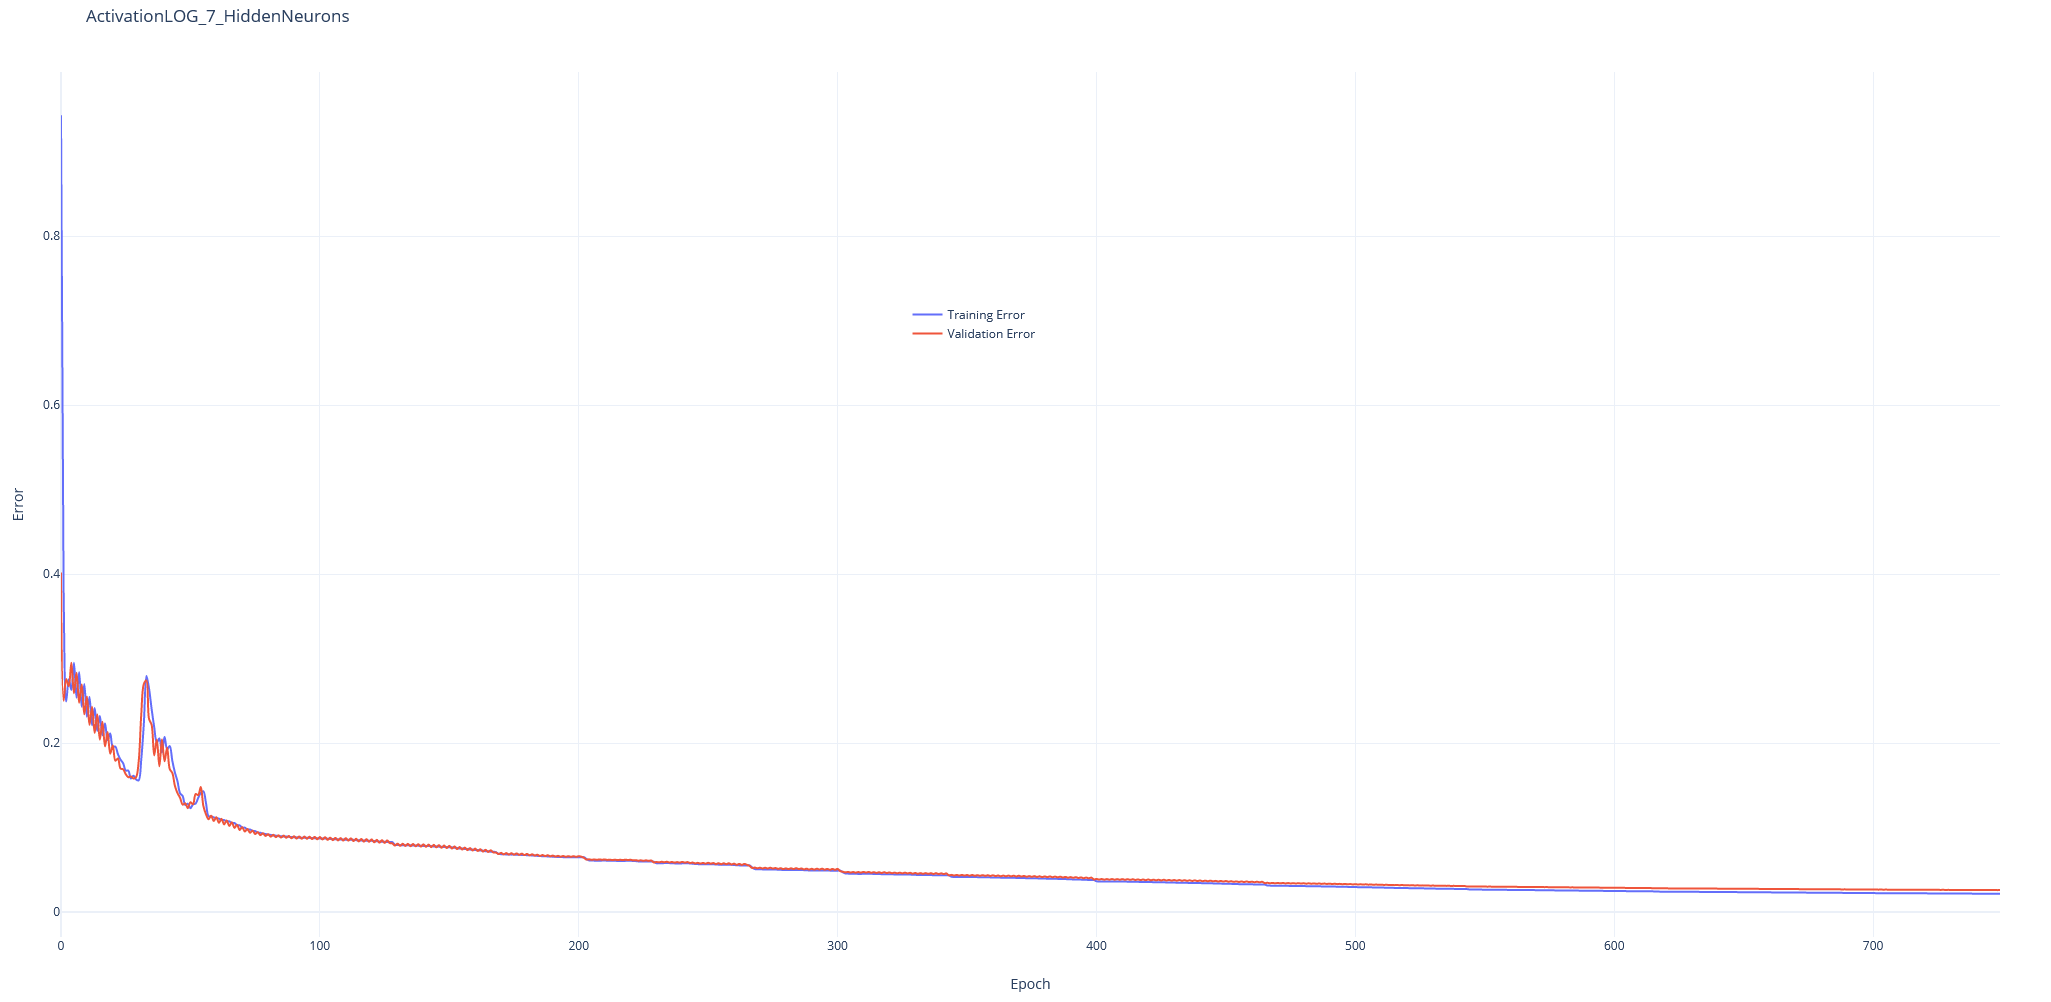 ActivationLOG_7_HiddenNeurons
0.8
0.6
0.4
0.2
0
Error
Training Error
Validation Error
0 100 200 300 400 500 600 700
Epoch